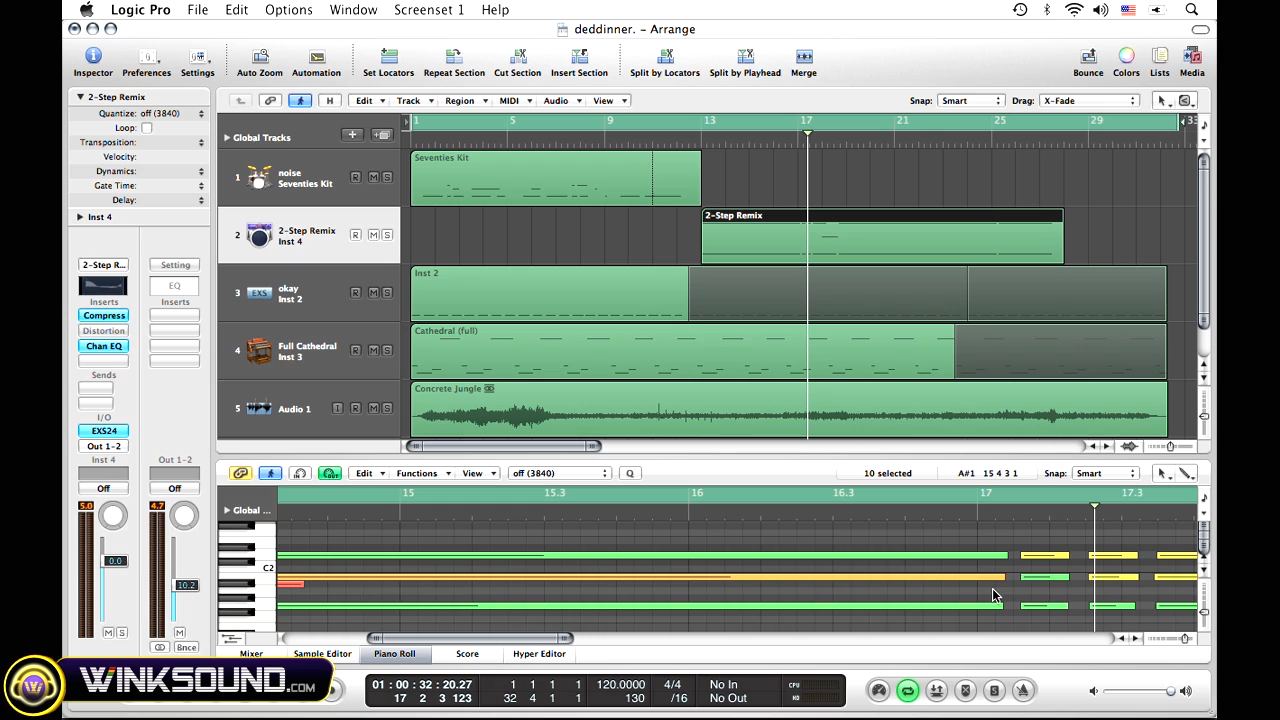 Logic Pro File Edit Options Window Screenset 1 Help
deddinner. - Arrange
Inspector Preferences Settings Auto Zoom Automation Set Locators Repeat Section Cut Section Insert Section Split by Locators Split by Playhead Merge Bounce Colors Lists Media
2-Step Remix
Quantize: off (3840)
Loop:
Transposition:
Velocity:
Dynamics:
Gate Time:
Delay:
Inst 4
2-Step R... Setting
EQ
Inserts Inserts
Compress
Distortion
Chan EQ
Sends
I/O
EXS24
Out 1-2
Inst 4 Out 1-2
Off Off
5.0 4.7
0.0
10.2
M S M
Bnce
H Edit Track Region MIDI Audio View Snap: Smart Drag: X-Fade
Global Tracks
1 5 9 13 17 21 25 29 33
1 noise
Seventies Kit
R M S
Seventies Kit
2 2-Step Remix
Inst 4
R M S
2-Step Remix
3 EXS okay
Inst 2
R M S
Inst 2
4 Full Cathedral
Inst 3
R M S
Cathedral (full)
5 Audio 1
I R M S
Concrete Jungle
IN OUT Edit Functions View off (3840) Q 10 selected A#1 15 4 3 1 Snap: Smart
Global ...
15 15.3 16 16.3 17 17.3
C2
Mixer Sample Editor Piano Roll Score Hyper Editor
WINKSOUND.COM
01 : 00 : 32 : 20.27
17 2 3 123
1 1 1
32 4 1 1
120.0000
130
4/4
/16
No In
No Out
CPU
HD
S